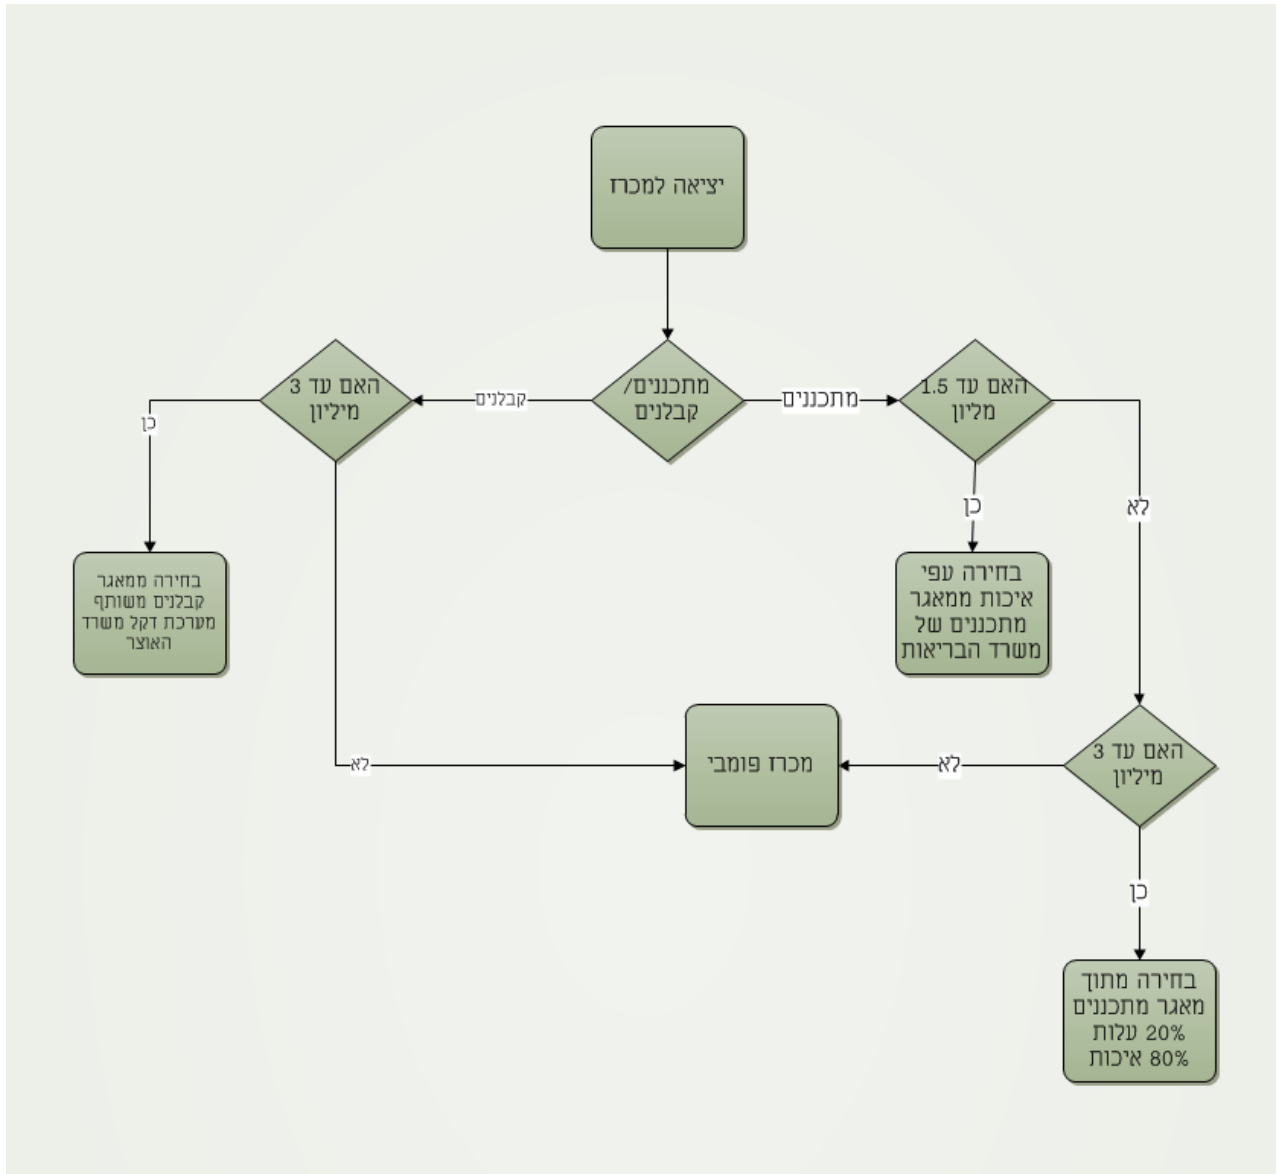 יציאה למכרז
מתכננים/
קבלנים
מתכננים
האם עד 1.5
מליון
קבלנים
האם עד 3
מיליון
כן
כן
לא
בחירה עפי
איכות ממאגר
מתכננים של
משרד הבריאות
בחירה ממאגר
קבלנים משותף
מערכת דקל משרד
האוצר
האם עד 3
מיליון
לא
מכרז פומבי
לא
כן
בחירה מתוך
מאגר מתכננים
20% עלות
80% איכות